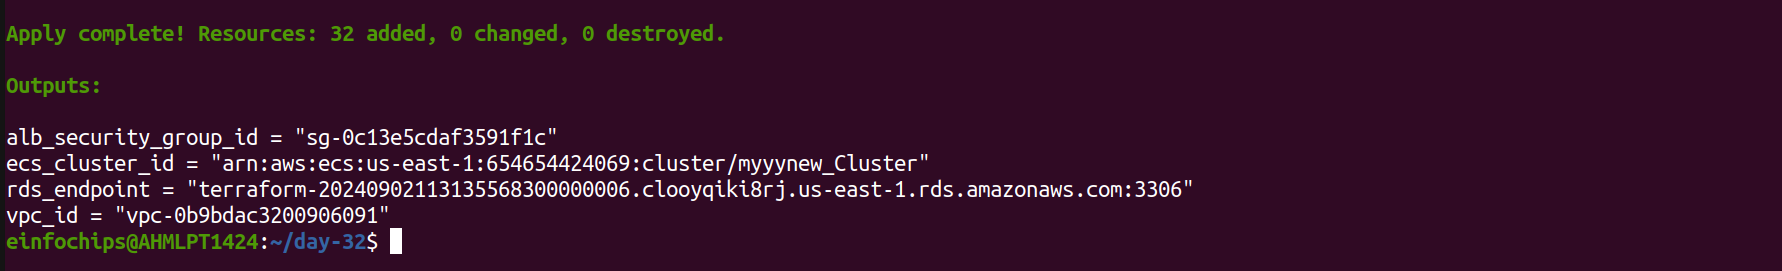 Apply complete! Resources: 32 added, 0 changed, 0 destroyed.
Outputs:
alb_security_group_id = "sg-0c13e5cdaf3591f1c"
ecs_cluster_id = "arn:aws:ecs:us-east-1:654654424069:cluster/myyynew_Cluster"
rds_endpoint = "terraform-20240902113135568300000006.clooyqiki8rj.us-east-1.rds.amazonaws.com:3306"
vpc_id = "vpc-0b9bdac3200906091"
einfochips@AHMLPT1424:~/day-32$